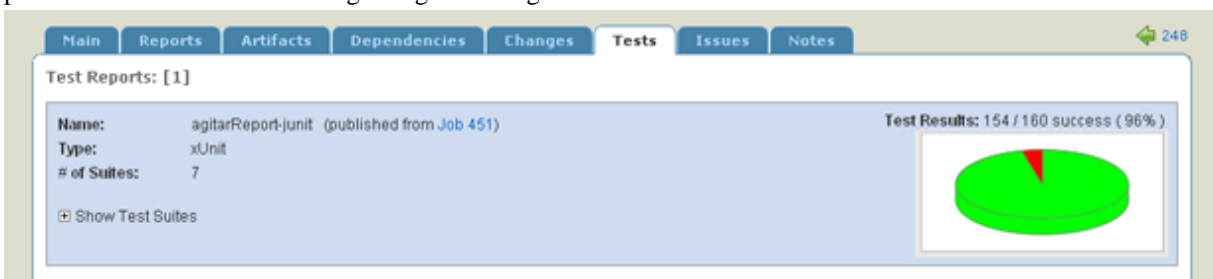 Main Reports Artifacts Dependencies Changes Tests Issues Notes 248
Test Reports: [1]
Name: agitarReport-junit (published from Job 451) Test Results: 154 / 160 success ( 96% )
Type: xUnit
# of Suites: 7
Show Test Suites